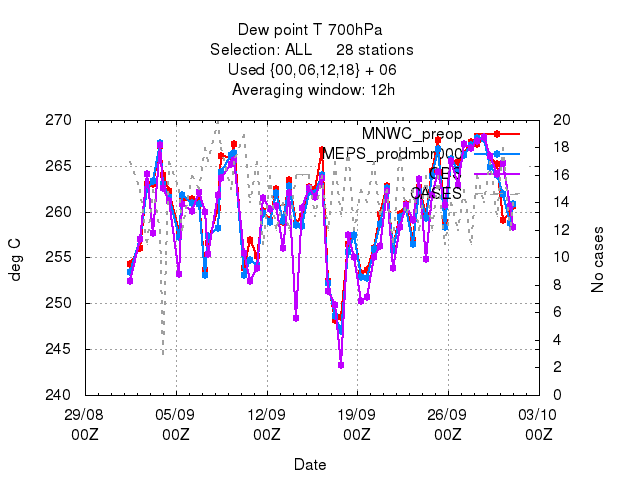 Dew point T 700hPa
Selection: ALL 28 stations
Used {00,06,12,18} + 06
Averaging window: 12h
270
265
260
255
250
245
240
deg C
20
18
16
14
12
10
8
6
4
2
0
No cases
MNWC_preop
MEPS_prodmbr000
OBS
CASES
29/08 05/09 12/09 19/09 26/09 03/10
00Z 00Z 00Z 00Z 00Z 00Z
Date